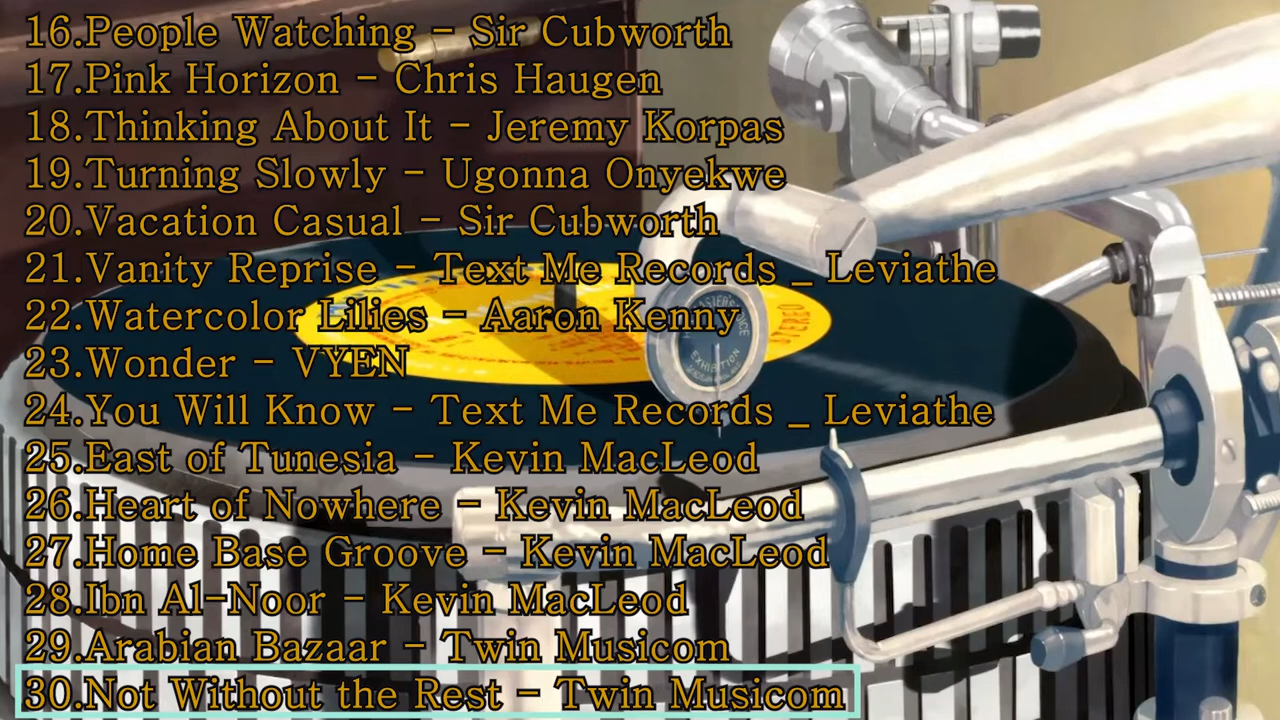 16.People Watching - Sir Cubworth
17.Pink Horizon - Chris Haugen
18.Thinking About It - Jeremy Korpas
19.Turning Slowly - Ugonna Onyekwe
20.Vacation Casual - Sir Cubworth
21.Vanity Reprise - Text Me Records _ Leviathe
22.Watercolor Lilies - Aaron Kenny
23.Wonder - VYEN
24.You Will Know - Text Me Records _ Leviathe
25.East of Tunesia - Kevin MacLeod
26.Heart of Nowhere - Kevin MacLeod
27.Home Base Groove - Kevin MacLeod
28.Ibn Al-Noor - Kevin MacLeod
29.Arabian Bazaar - Twin Musicom
30.Not Without the Rest - Twin Musicom
STEREO
EXHIBITION